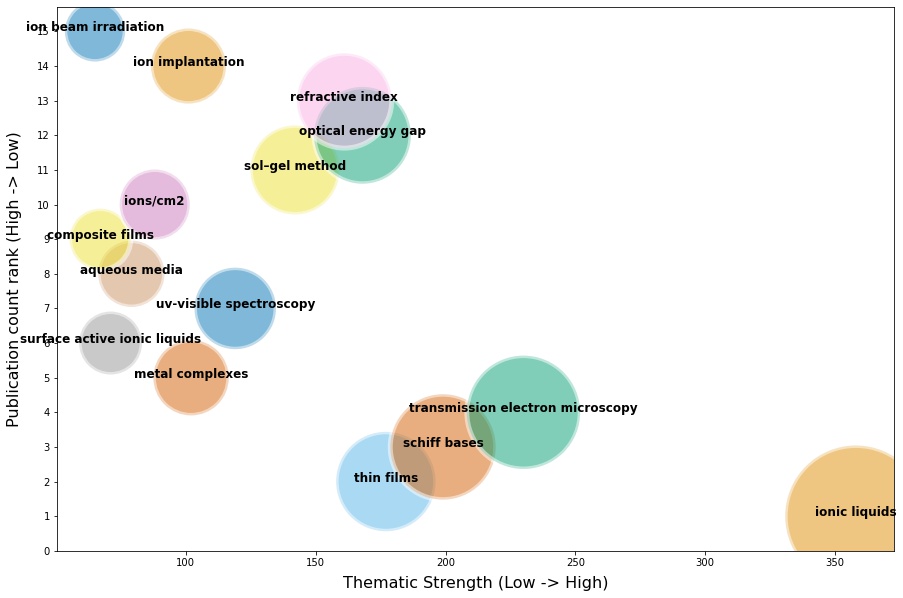 Publication count rank (High -> Low)
15
14
13
12
11
10
9
8
7
6
5
4
3
2
1
0
ion beam irradiation
ion implantation
refractive index
optical energy gap
sol–gel method
ions/cm2
composite films
aqueous media
uv-visible spectroscopy
surface active ionic liquids
metal complexes
transmission electron microscopy
schiff bases
thin films
ionic liquids
100
150
200
250
300
350
Thematic Strength (Low -> High)